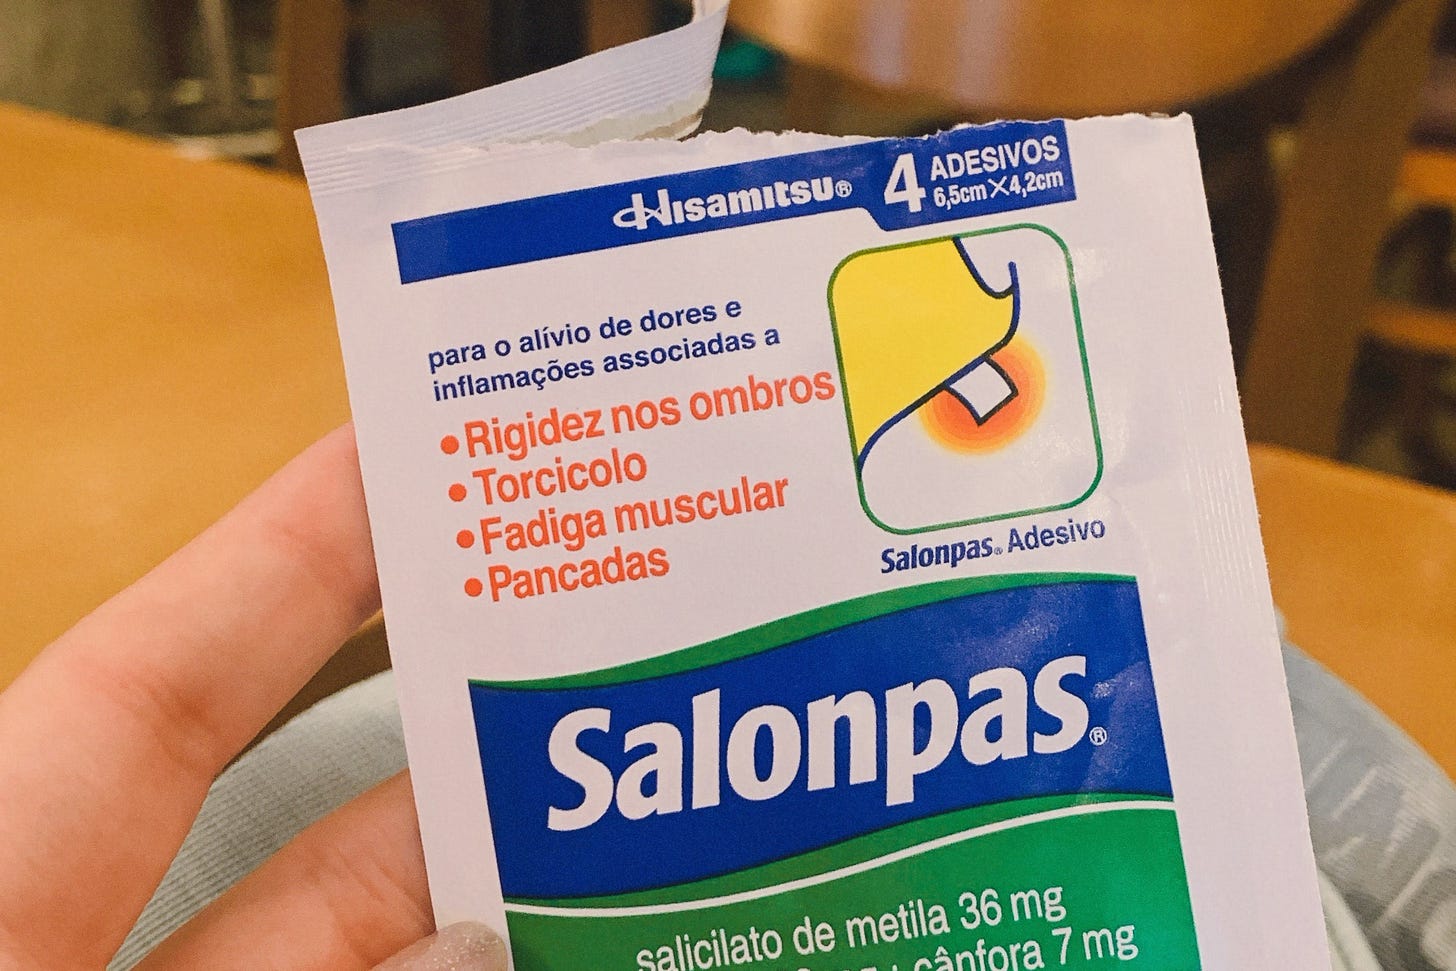 Hisamitsu®
4 ADESIVOS
6,5cm×4,2cm
para o alívio de dores e
inflamações associadas a
•Rigidez nos ombros
•Torcicolo
•Fadiga muscular
•Pancadas
Salonpas® Adesivo
Salonpas®
salicilato de metila 36 mg
cânfora 7 mg